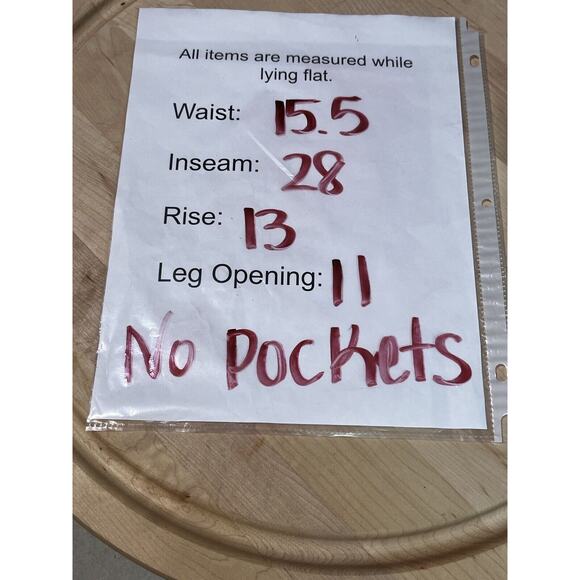 All items are measured while
lying flat.
Waist: 15.5
Inseam: 28
Rise: 13
Leg Opening: 11
No Pockets